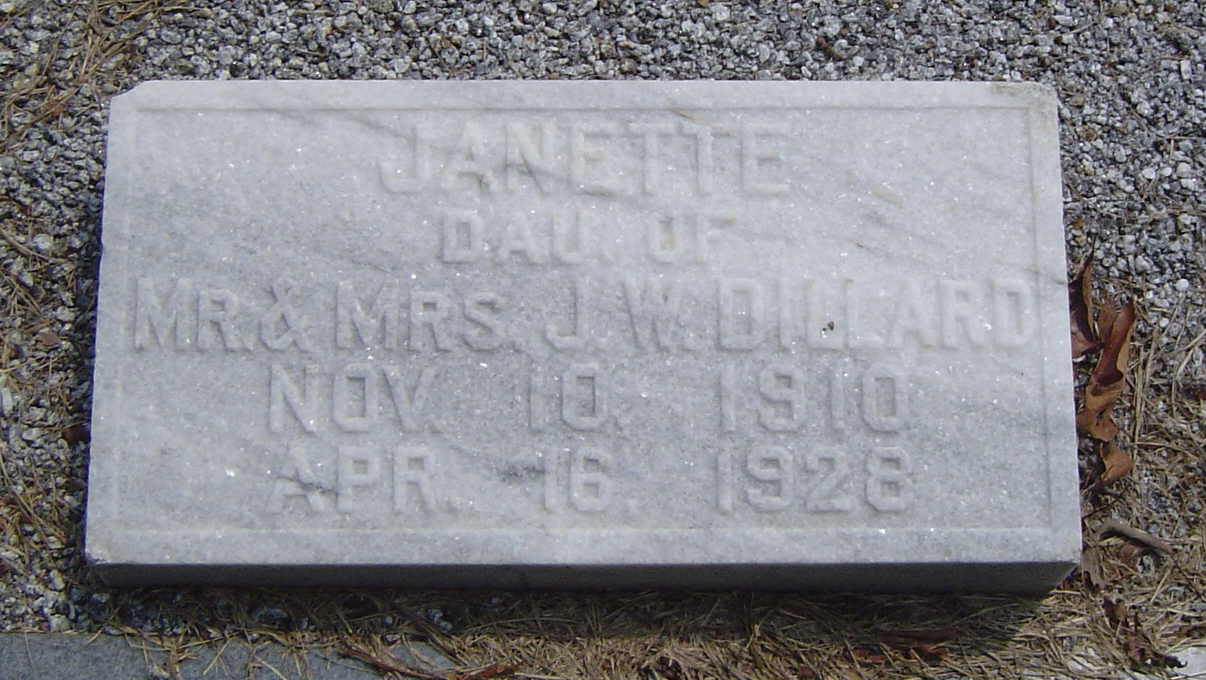 JANETTE
DAU. OF
MR. & MRS. J. W. DILLARD
NOV. 10. 1910
APR. 16. 1928